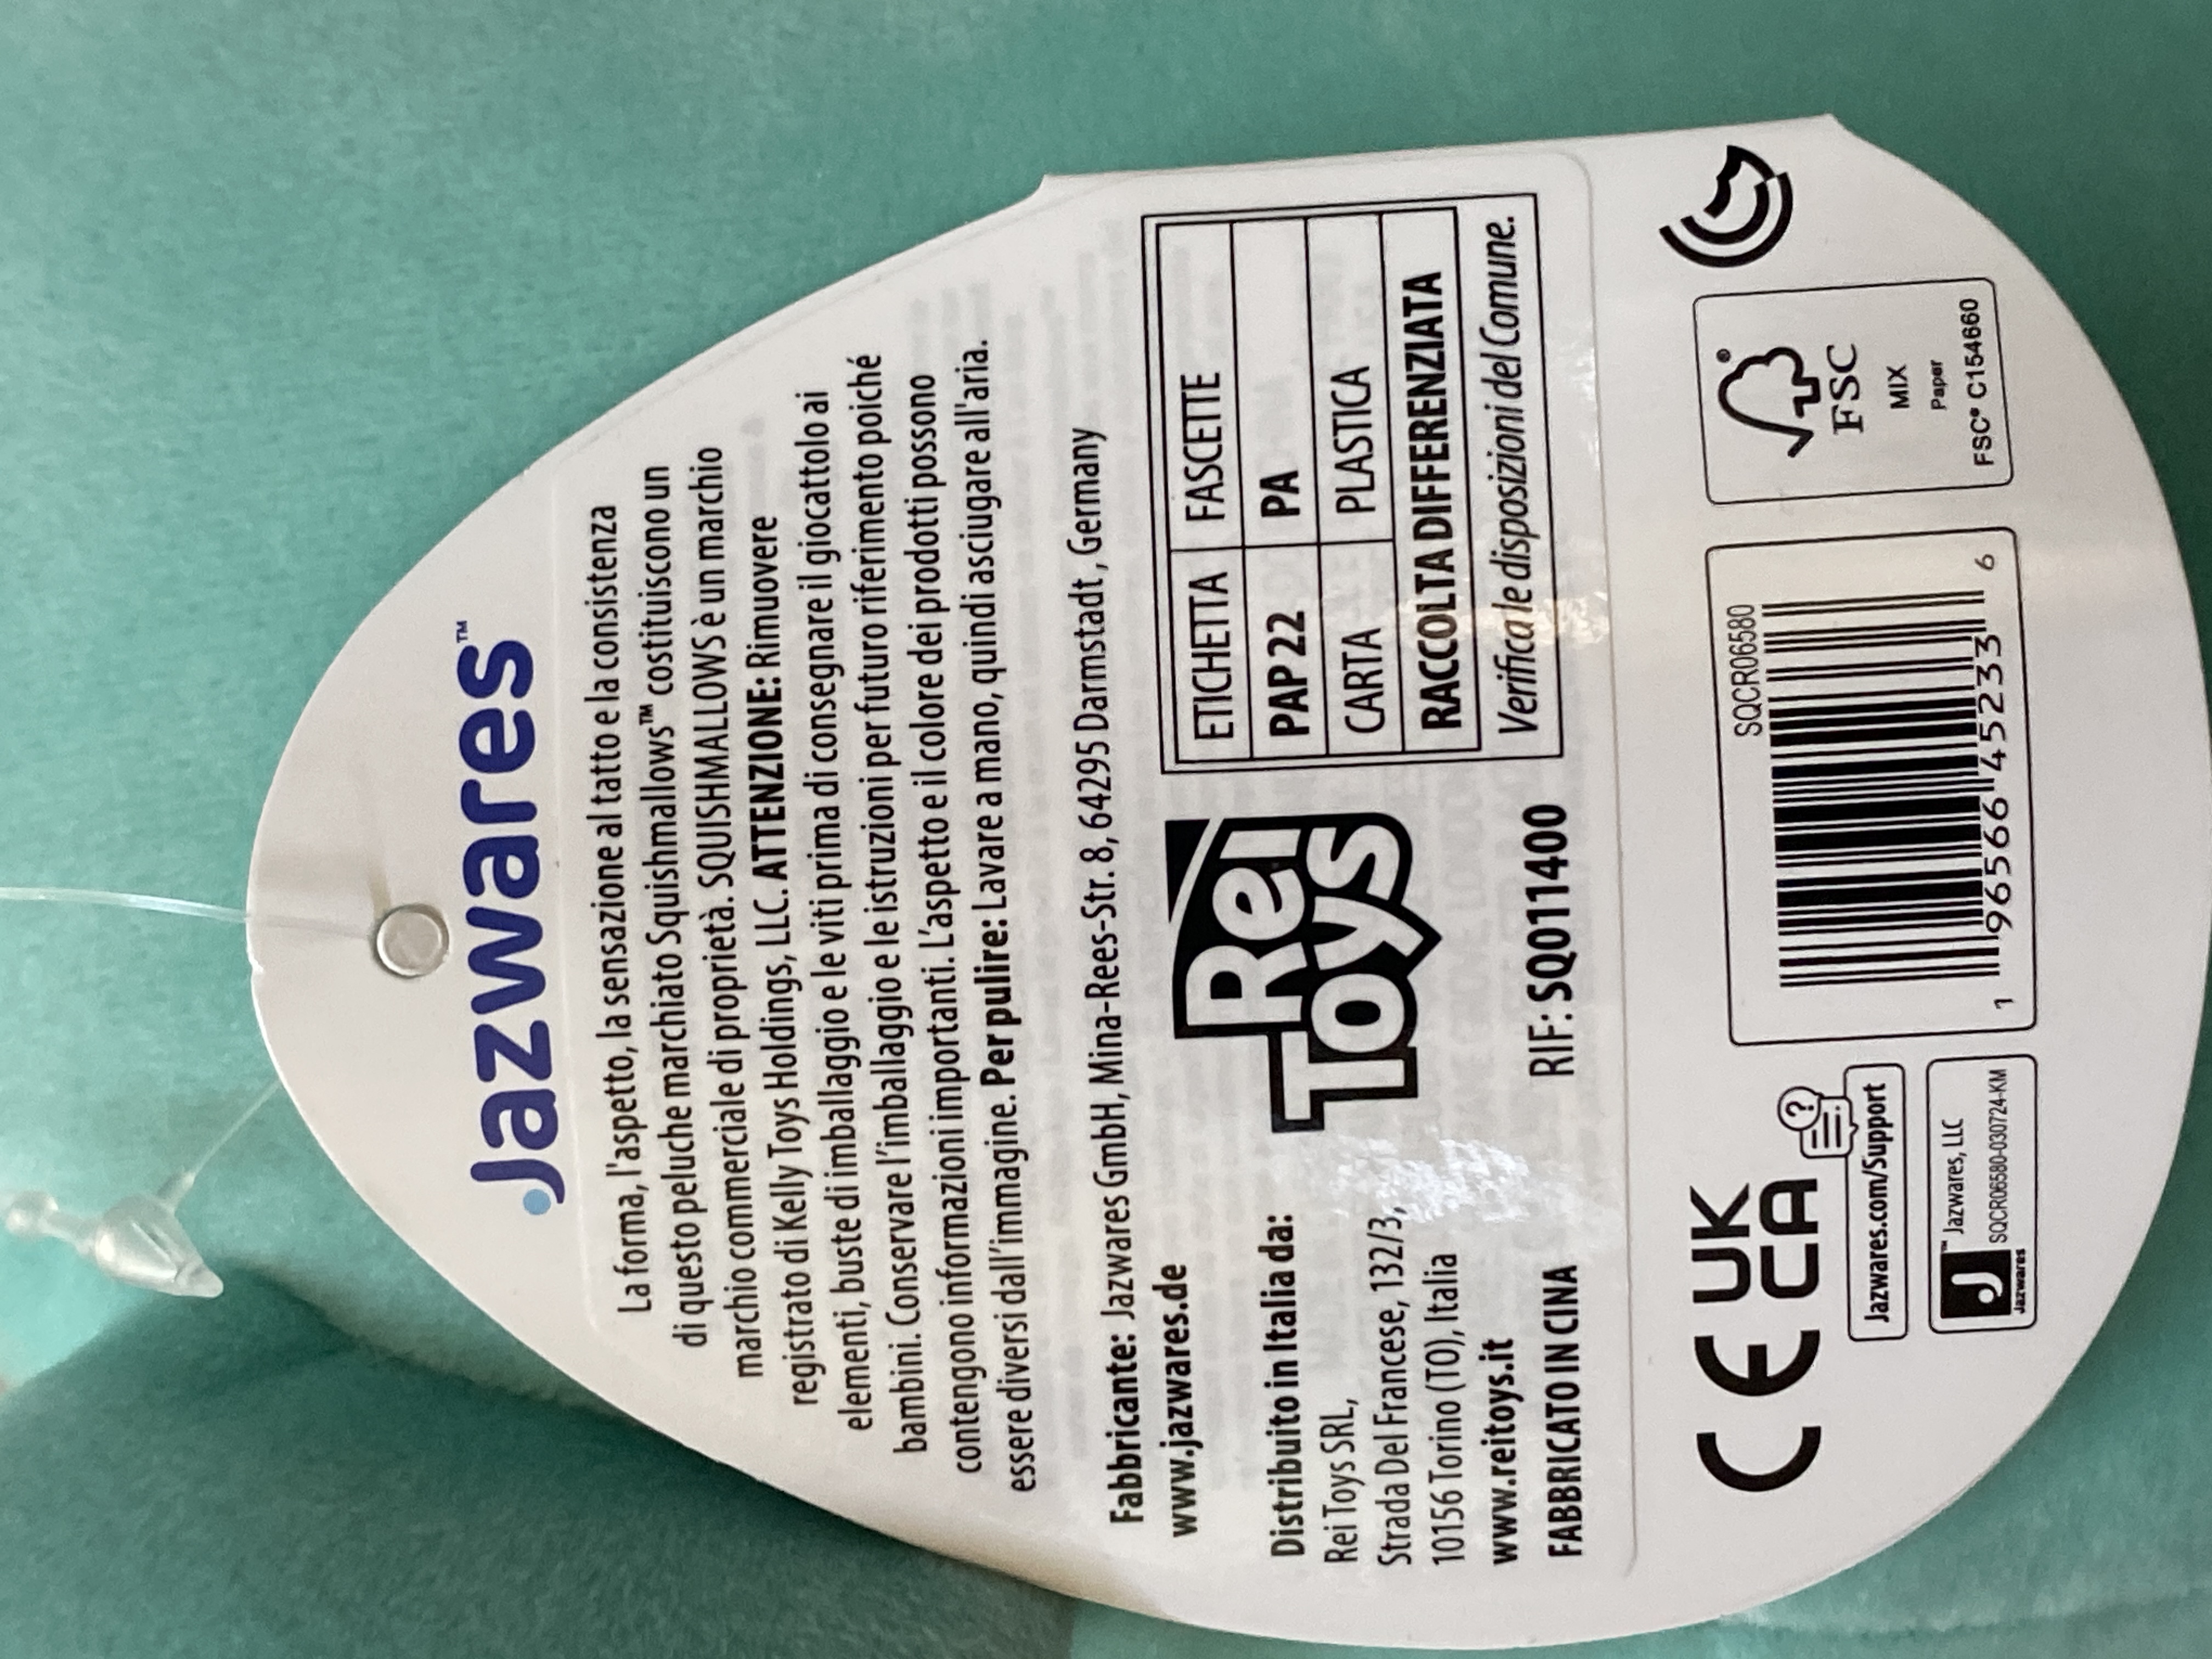 Jazwares™
La forma, l'aspetto, la sensazione al tatto e la consistenza
di questo peluche marchiato Squishmallows™ costituiscono un
marchio commerciale di proprietà. SQUISHMALLOWS è un marchio
registrato di Kelly Toys Holdings, LLC. ATTENZIONE: Rimuovere
elementi, buste di imballaggio e le viti prima di consegnare il giocattolo ai
bambini. Conservare l'imballaggio e le istruzioni per futuro riferimento poiché
contengono informazioni importanti. L'aspetto e il colore dei prodotti possono
essere diversi dall'immagine. Per pulire: Lavare a mano, quindi asciugare all'aria.
Fabbricante: Jazwares GmbH, Mina-Rees-Str. 8, 64295 Darmstadt, Germany
www.jazwares.de
Distribuito in Italia da:
Rei Toys SRL,
Strada Del Francese, 132/3,
10156 Torino (TO), Italia
www.reitoys.it
FABBRICATO IN CINA
Rei
Toys
RIF: SQ011400
ETICHETTA FASCETTE
PAP 22 PA
CARTA PLASTICA
RACCOLTA DIFFERENZIATA
Verifica le disposizioni del Comune.
CE UK
CA
Jazwares.com/Support
Jazwares™
Jazwares, LLC
SQCR06580-030724-KM
SQCR06580
1 96566 45233 6
FSC®
MIX
Paper
FSC® C154660